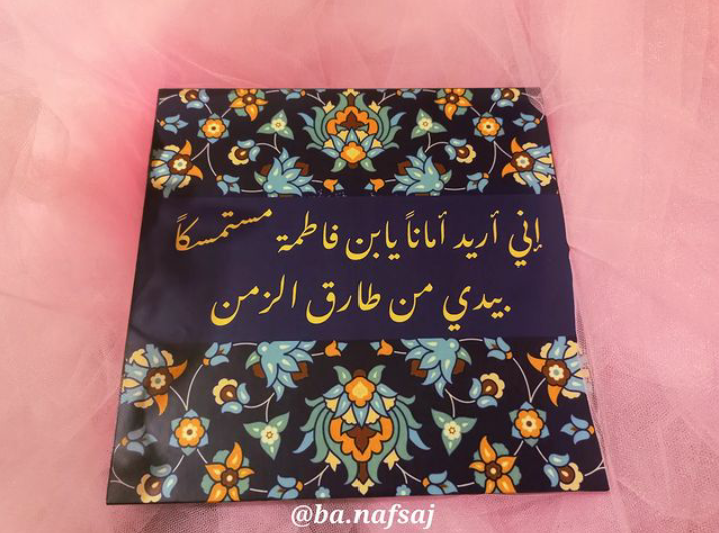 إني أريد أماناً يابن فاطمة مستمسكاً
بيدي من طارق الزمن
@ba.nafsaj